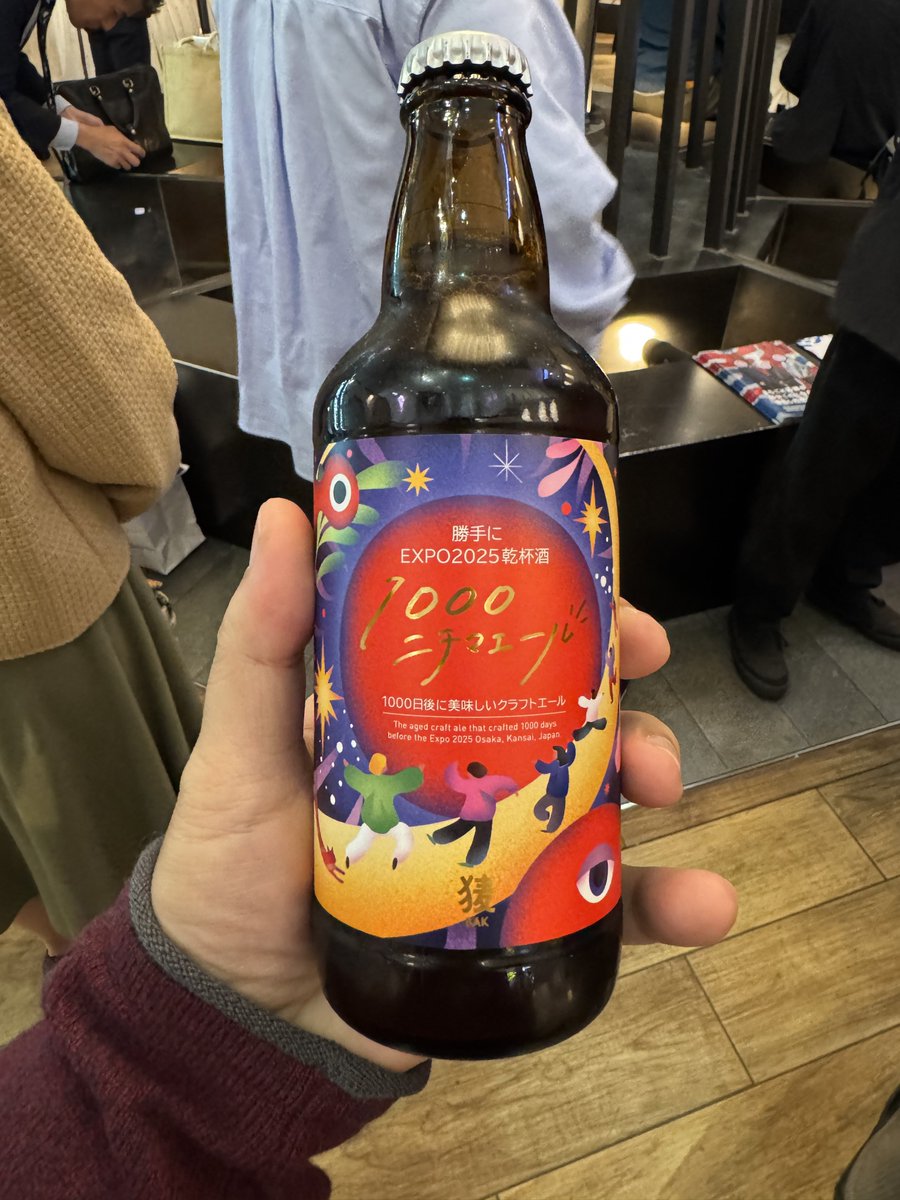 勝手に
EXPO2025乾杯酒
1000
ニチマエール
1000日後に美味しいクラフトエール
The aged craft ale that crafted 1000 days
before the Expo 2025 Osaka, Kansai, Japan.
KAK